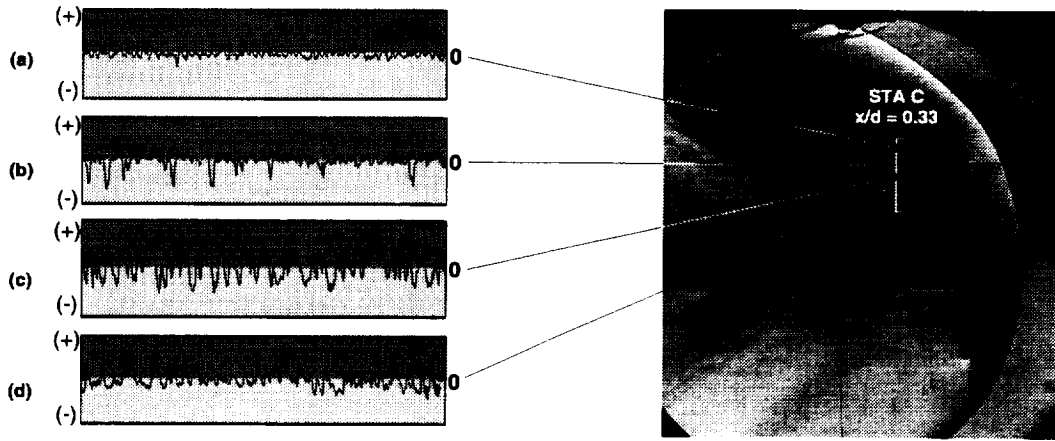 (+)
(a)
0
(-)
(+)
(b)
0
(-)
(+)
(c)
0
(-)
(+)
(d)
0
(-)
STA C
x/d = 0.33